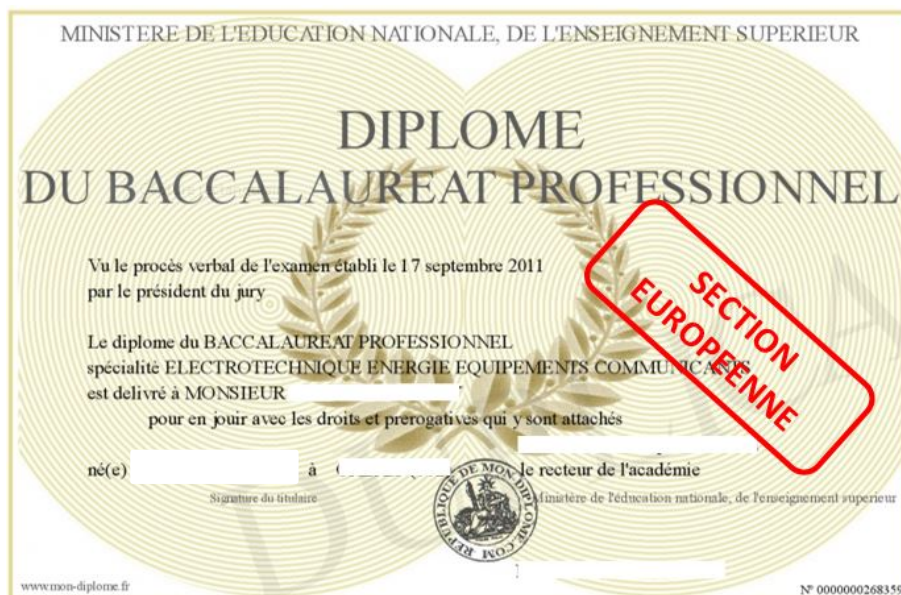 MINISTERE DE L'EDUCATION NATIONALE, DE L'ENSEIGNEMENT SUPERIEUR
DIPLOME
DU BACCALAUREAT PROFESSIONNEL
Vu le procès verbal de l'examen établi le 17 septembre 2011
par le président du jury
SECTION
EUROPEENNE
Le diplome du BACCALAUREAT PROFESSIONNEL
spécialité ELECTROTECHNIQUE ENERGIE EQUIPEMENTS COMMUNICANTS
est delivré à MONSIEUR
pour en jouir avec les droits et prerogatives qui y sont attachés
né(e) à le recteur de l'académie
Signature du titulaire Ministère de l'éducation nationale, de l'enseignement superieur
REPUBLIQUE DE MON DIPLOME.COM
www.mon-diplome.fr N° 0000000268359